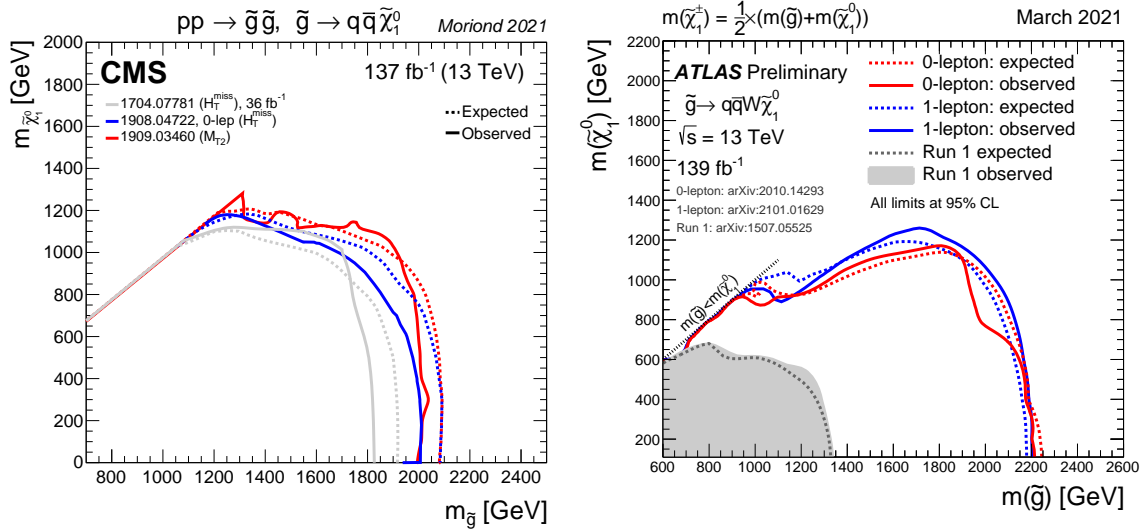 pp → g̃ g̃, g̃ → q q̅ χ̃₁⁰ Moriond 2021
CMS 137 fb⁻¹ (13 TeV)
1704.07781 (H_T^miss), 36 fb⁻¹
1908.04722, 0-lep (H_T^miss)
1909.03460 (M_T2)
Expected
Observed
m_χ̃₁⁰ [GeV]
2000
1800
1600
1400
1200
1000
800
600
400
200
0
800 1000 1200 1400 1600 1800 2000 2200 2400
m_g̃ [GeV]
m(χ̃₁^±) = 1/2×(m(g̃)+m(χ̃₁⁰)) March 2021
ATLAS Preliminary
g̃→ qq̅Wχ̃₁⁰
√s = 13 TeV
139 fb⁻¹
0-lepton: arXiv:2010.14293
1-lepton: arXiv:2101.01629
Run 1: arXiv:1507.05525
0-lepton: expected
0-lepton: observed
1-lepton: expected
1-lepton: observed
Run 1 expected
Run 1 observed
All limits at 95% CL
m(g̃)<m(χ̃₁⁰)
m(χ̃₁⁰) [GeV]
2200
2000
1800
1600
1400
1200
1000
800
600
400
200
600 800 1000 1200 1400 1600 1800 2000 2200 2400 2600
m(g̃) [GeV]